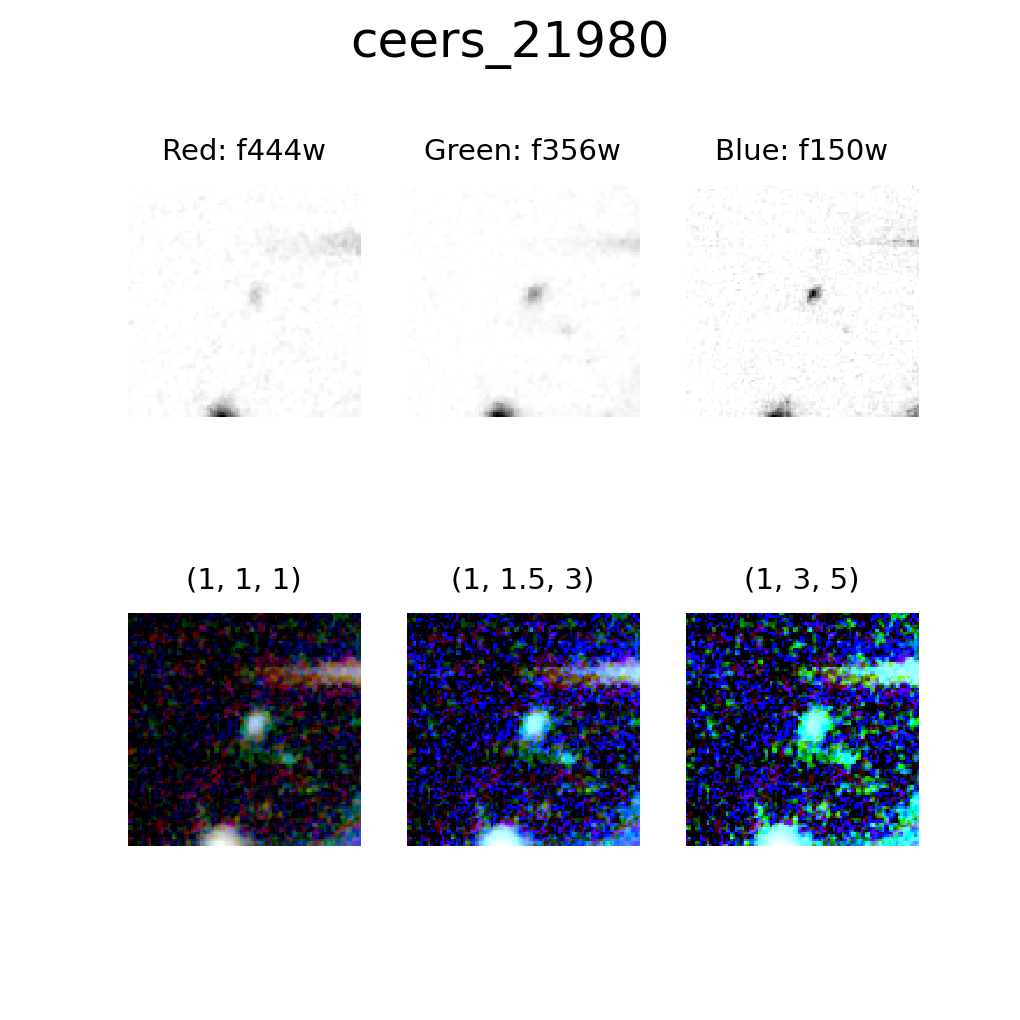 ceers_21980
Red: f444w
Green: f356w
Blue: f150w
(1, 1, 1)
(1, 1.5, 3)
(1, 3, 5)